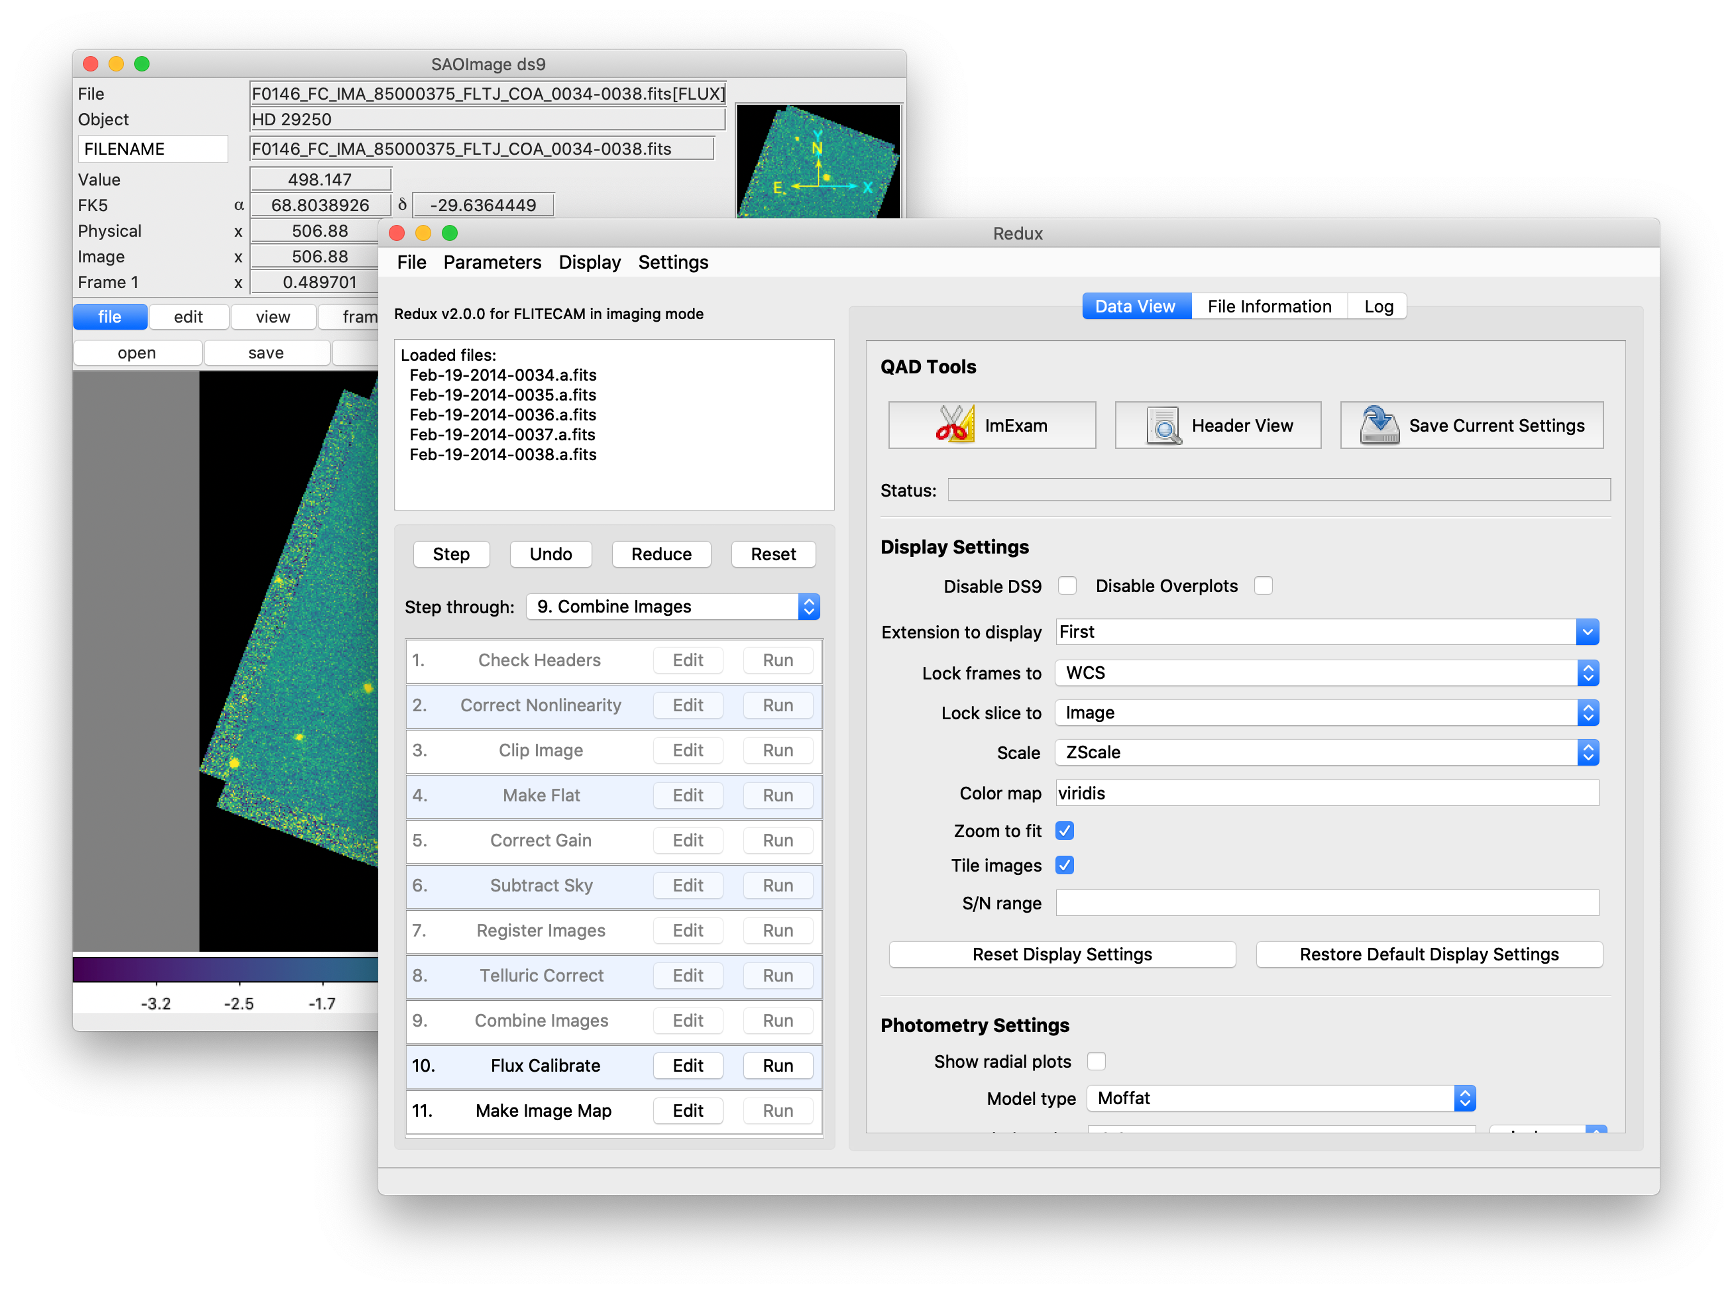 SAOImage ds9
File F0146_FC_IMA_85000375_FLTJ_COA_0034-0038.fits[FLUX]
Object HD 29250
FILENAME F0146_FC_IMA_85000375_FLTJ_COA_0034-0038.fits
Value 498.147
FK5 α 68.8038926 δ -29.6364449
Physical x 506.88
Image x 506.88
Frame 1 x 0.489701
Y
N
E X
file edit view fram
open save
-3.2 -2.5 -1.7
Redux
File Parameters Display Settings
Redux v2.0.0 for FLITECAM in imaging mode
Loaded files:
Feb-19-2014-0034.a.fits
Feb-19-2014-0035.a.fits
Feb-19-2014-0036.a.fits
Feb-19-2014-0037.a.fits
Feb-19-2014-0038.a.fits
Step Undo Reduce Reset
Step through: 9. Combine Images
1. Check Headers Edit Run
2. Correct Nonlinearity Edit Run
3. Clip Image Edit Run
4. Make Flat Edit Run
5. Correct Gain Edit Run
6. Subtract Sky Edit Run
7. Register Images Edit Run
8. Telluric Correct Edit Run
9. Combine Images Edit Run
10. Flux Calibrate Edit Run
11. Make Image Map Edit Run
Data View File Information Log
QAD Tools
ImExam Header View Save Current Settings
Status:
Display Settings
Disable DS9 Disable Overplots
Extension to display First
Lock frames to WCS
Lock slice to Image
Scale ZScale
Color map viridis
Zoom to fit
Tile images
S/N range
Reset Display Settings Restore Default Display Settings
Photometry Settings
Show radial plots
Model type Moffat